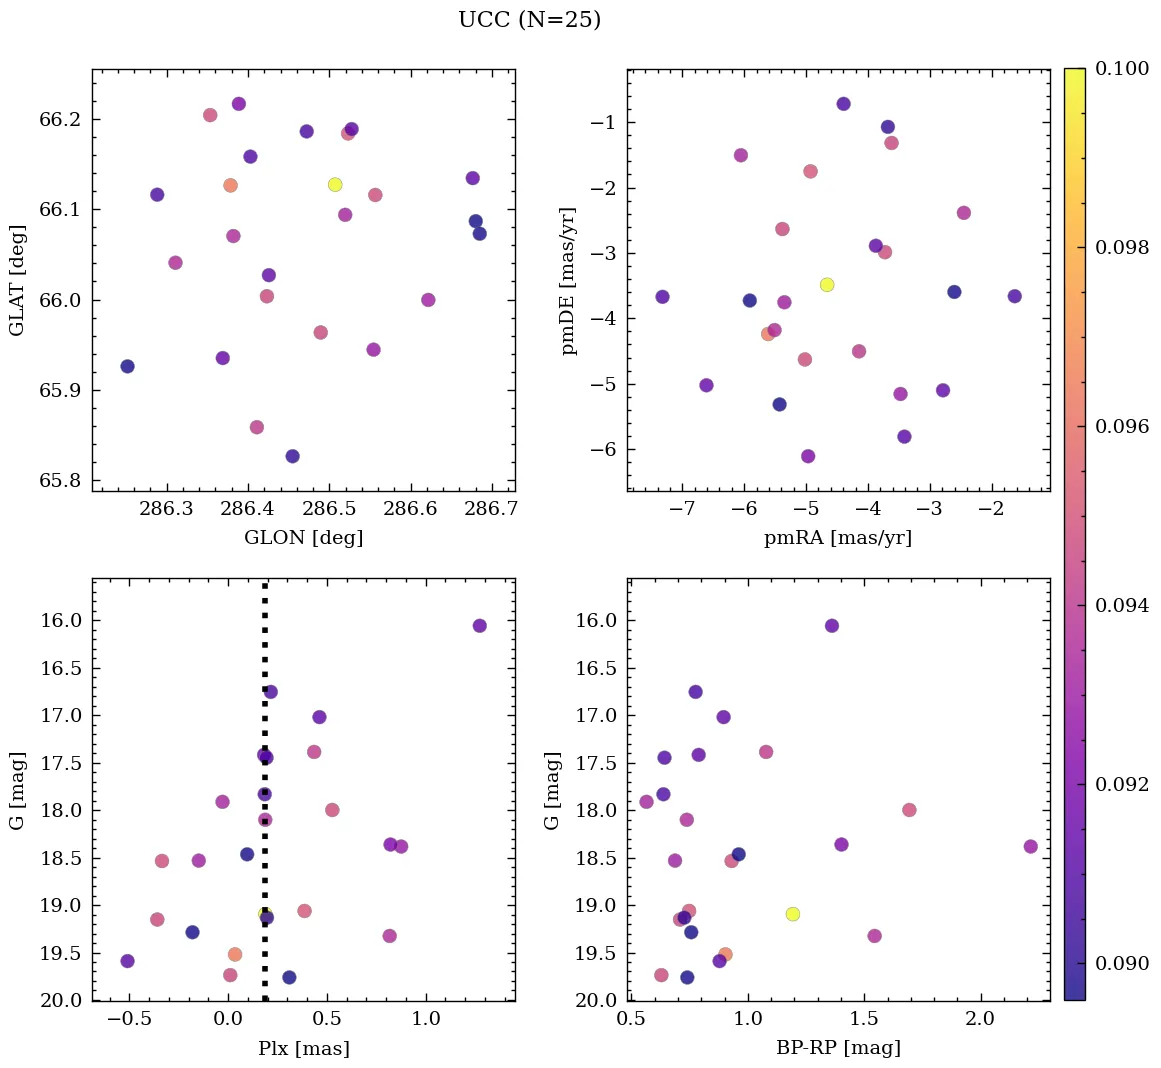 UCC (N=25)
66.2
66.1
66.0
65.9
65.8
GLAT [deg]
286.3 286.4 286.5 286.6 286.7
GLON [deg]
−1
−2
−3
−4
−5
−6
pmDE [mas/yr]
−7 −6 −5 −4 −3 −2
pmRA [mas/yr]
0.100
0.098
0.096
0.094
0.092
0.090
16.0
16.5
17.0
17.5
18.0
18.5
19.0
19.5
20.0
G [mag]
−0.5 0.0 0.5 1.0
Plx [mas]
16.0
16.5
17.0
17.5
18.0
18.5
19.0
19.5
20.0
G [mag]
0.5 1.0 1.5 2.0
BP-RP [mag]